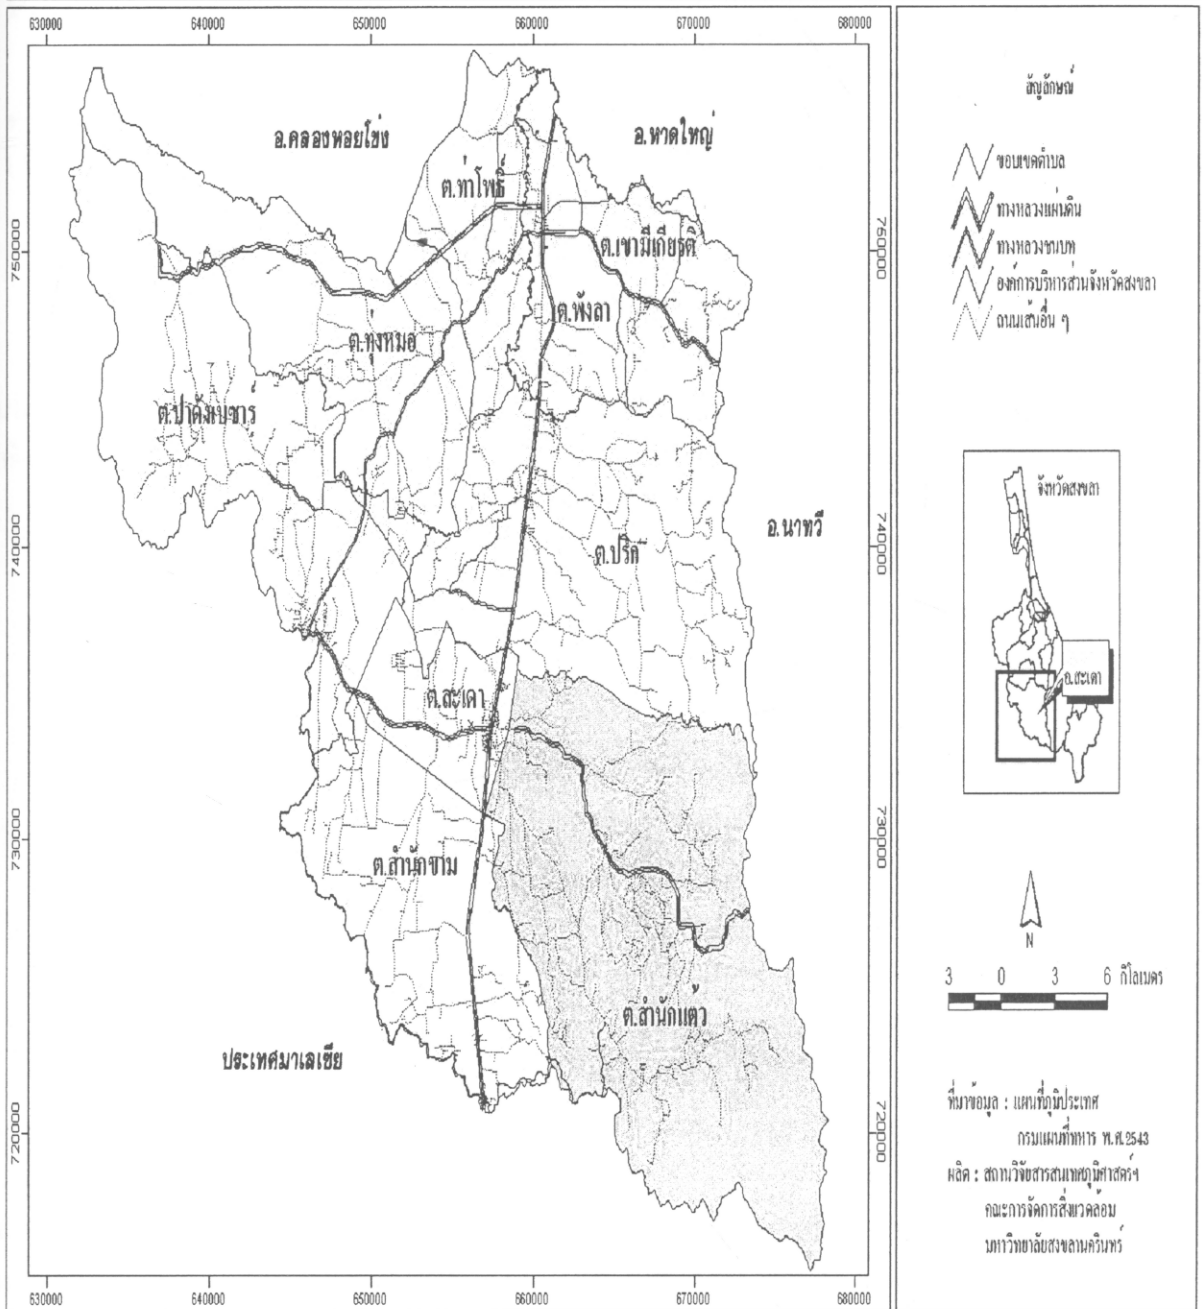 630000 640000 650000 660000 670000 680000
อ.คลองหอยโข่ง
อ.หาดใหญ่
ต.ท่าโพธิ์
750000
750000
ต.เขามีเกียรติ
ต.พังลา
ต.ทุ่งหมอ
ต.ปาดังเบซาร์
740000
740000
อ.นาทวี
ต.ปริก
ต.สะเดา
730000
730000
ต.สำนักขาม
ต.สำนักแต้ว
ประเทศมาเลเซีย
720000
720000
630000 640000 650000 660000 670000 680000
สัญลักษณ์
ขอบเขตตำบล
ทางหลวงแผ่นดิน
ทางหลวงชนบท
องค์การบริหารส่วนจังหวัดสงขลา
ถนนเส้นอื่น ๆ
จังหวัดสงขลา
อ.สะเดา
N
3 0 3 6 กิโลเมตร
ที่มาข้อมูล : แผนที่ภูมิประเทศ
กรมแผนที่ทหาร พ.ศ.2543
ผลิต : สถานวิจัยสารสนเทศภูมิศาสตร์ฯ
คณะการจัดการสิ่งแวดล้อม
มหาวิทยาลัยสงขลานครินทร์